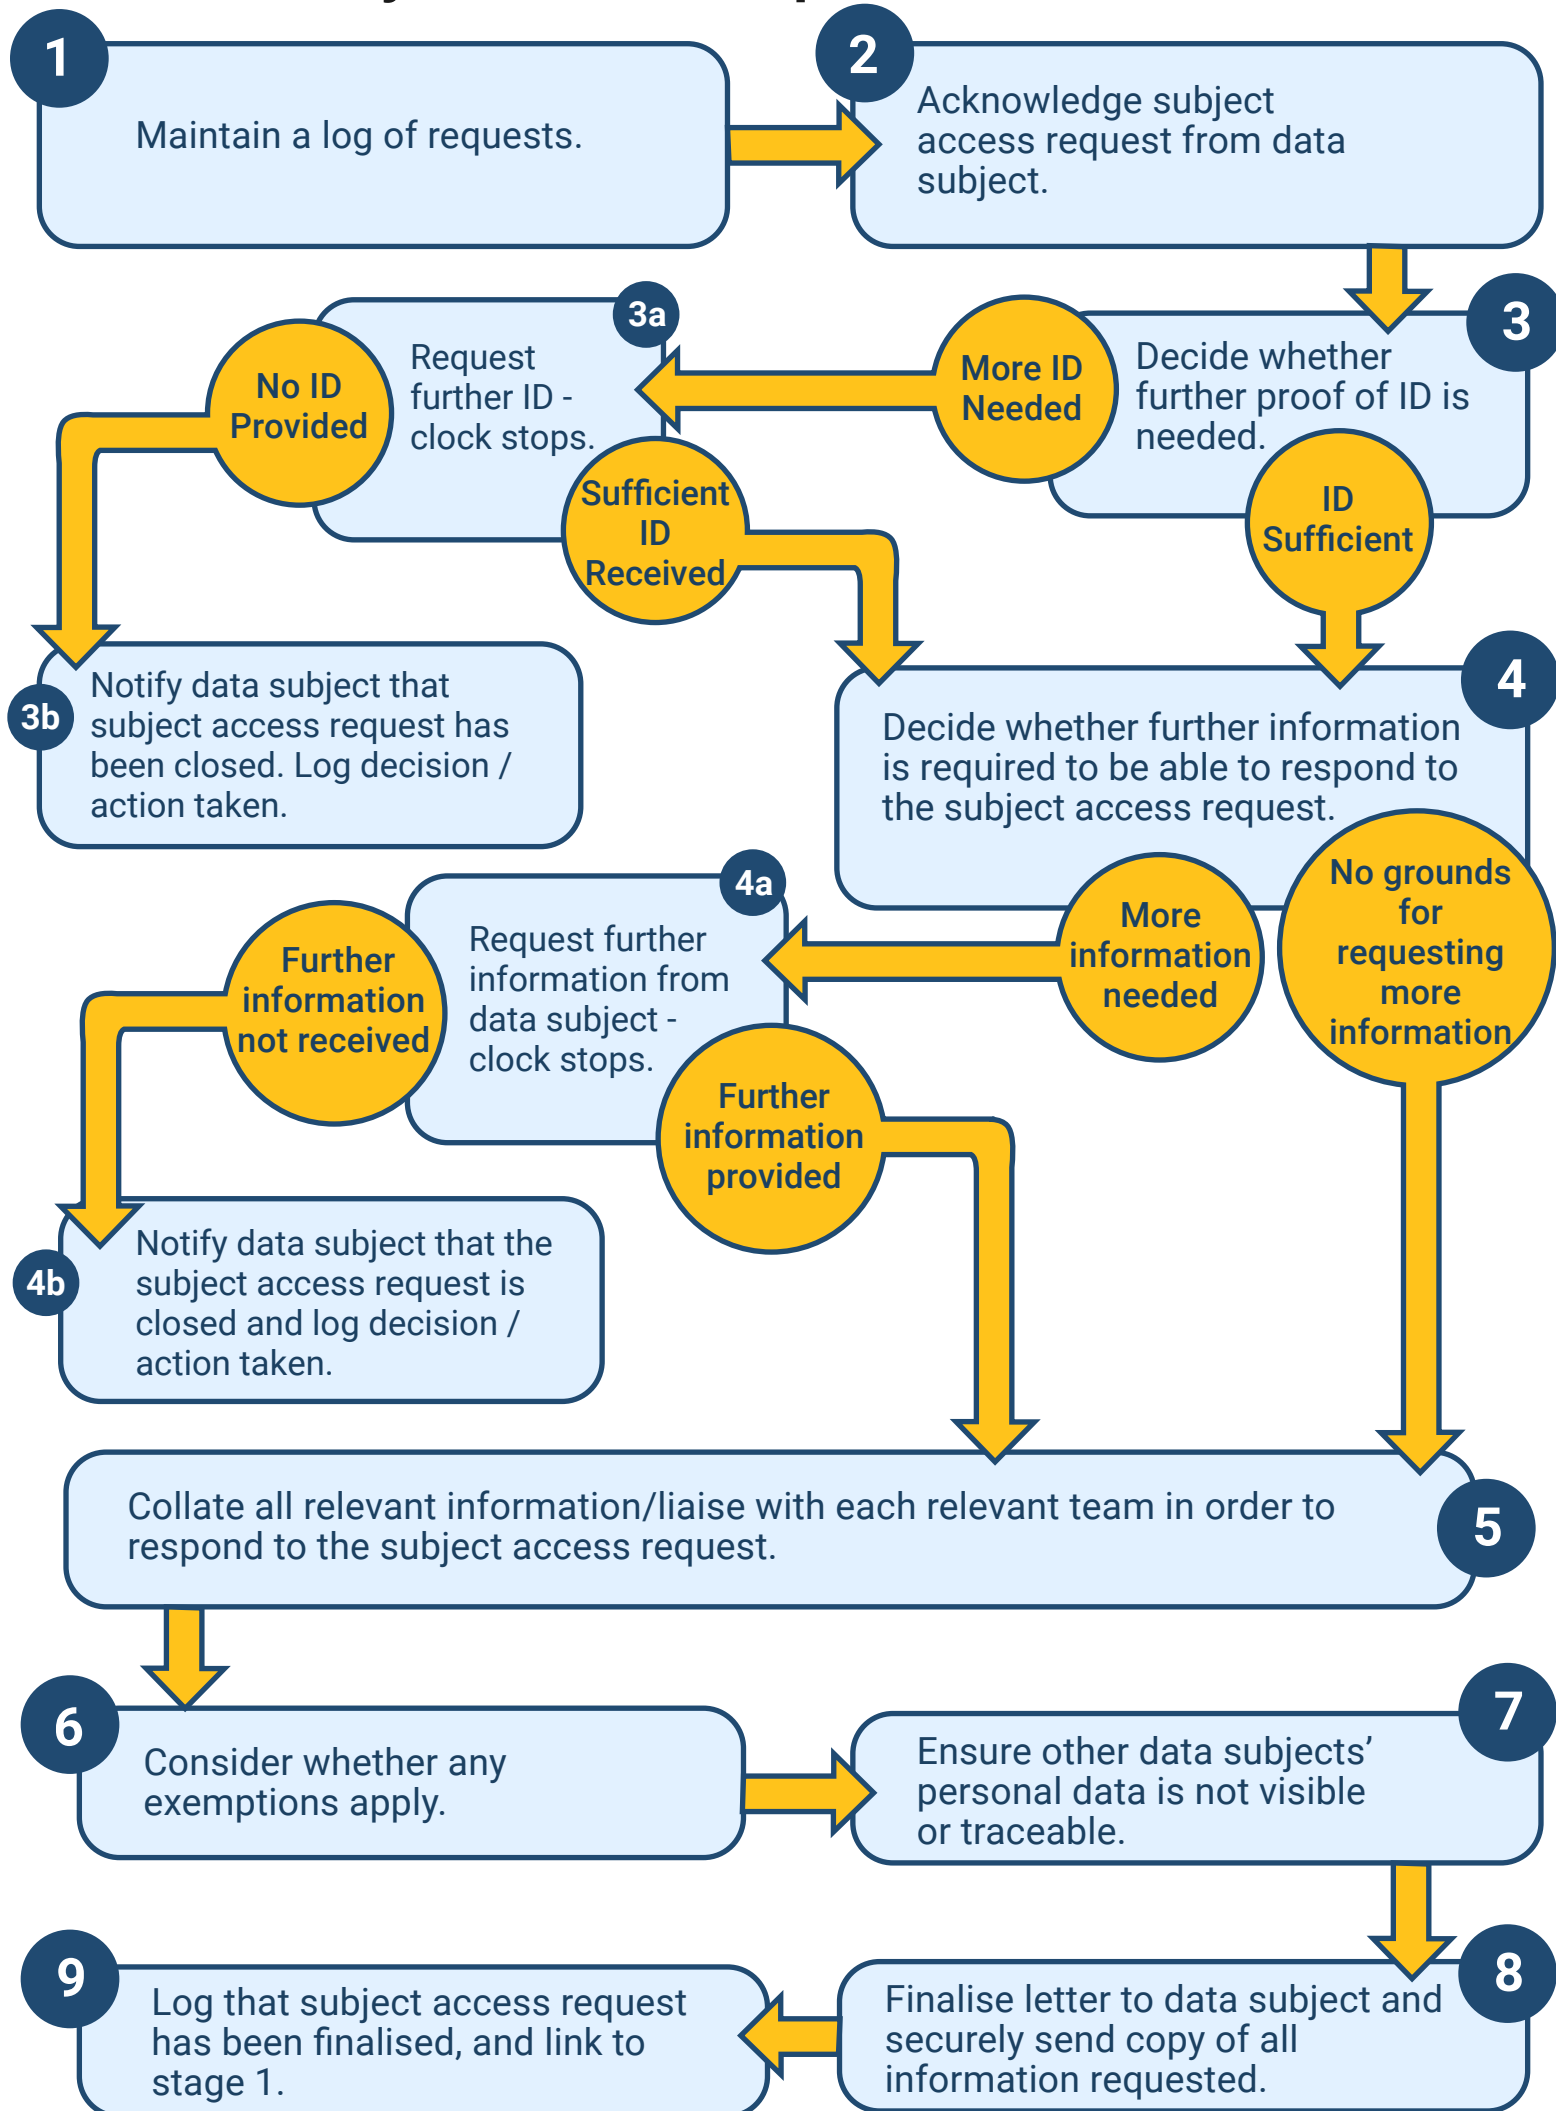 1
Maintain a log of requests.
2
Acknowledge subject
access request from data
subject.
3
Decide whether
further proof of ID is
needed.
More ID
Needed
ID
Sufficient
3a
Request
further ID -
clock stops.
No ID
Provided
Sufficient
ID
Received
3b
Notify data subject that
subject access request has
been closed. Log decision /
action taken.
4
Decide whether further information
is required to be able to respond to
the subject access request.
More
information
needed
No grounds
for
requesting
more
information
4a
Request further
information from
data subject -
clock stops.
Further
information
not received
Further
information
provided
4b
Notify data subject that the
subject access request is
closed and log decision /
action taken.
5
Collate all relevant information/liaise with each relevant team in order to
respond to the subject access request.
6
Consider whether any
exemptions apply.
7
Ensure other data subjects’
personal data is not visible
or traceable.
8
Finalise letter to data subject and
securely send copy of all
information requested.
9
Log that subject access request
has been finalised, and link to
stage 1.